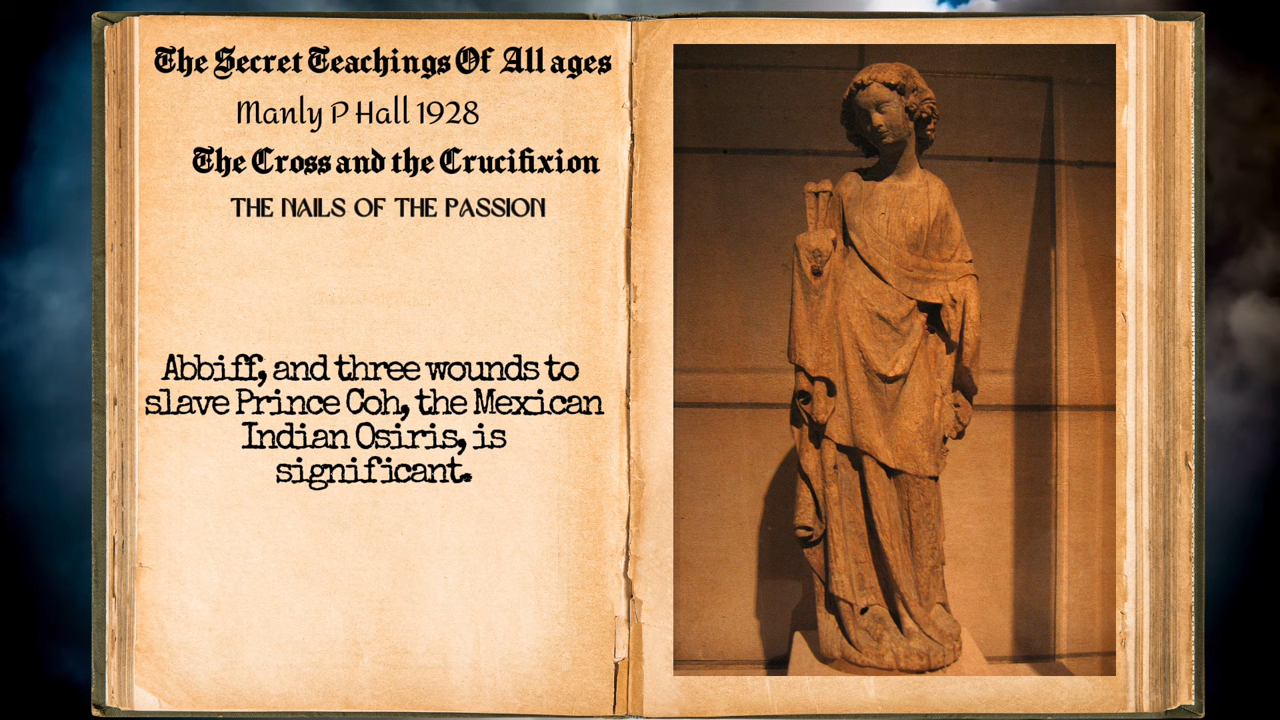 The Secret Teachings Of All ages
Manly P Hall 1928
The Cross and the Crucifixion
THE NAILS OF THE PASSION
Abbiff, and three wounds to
slave Prince Coh, the Mexican
Indian Osiris, is
significant.